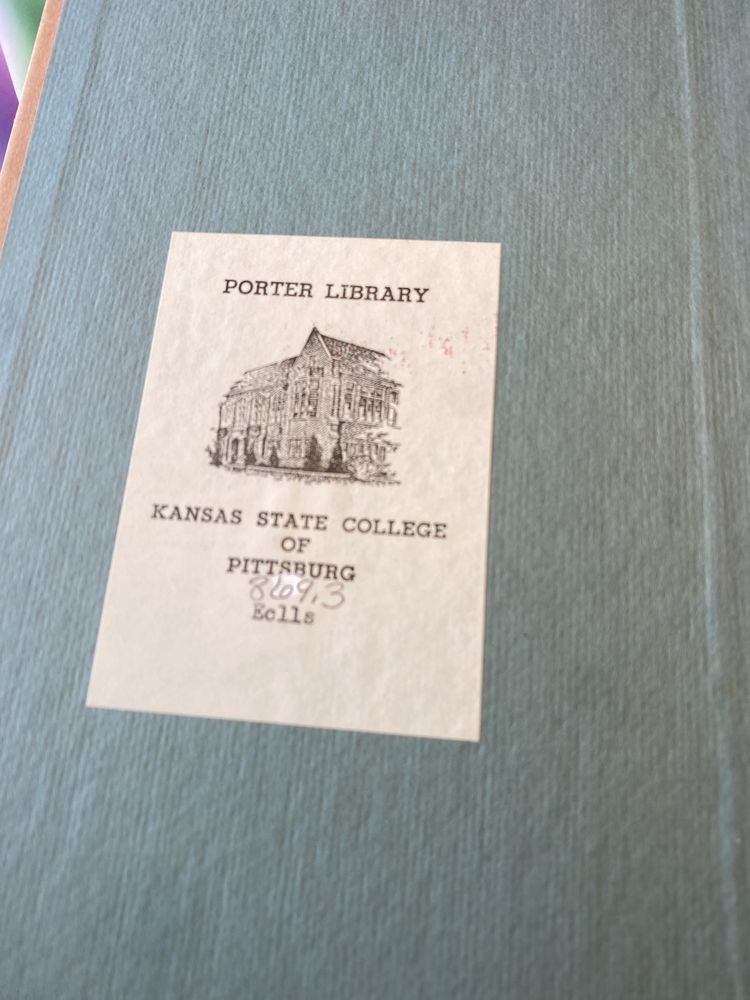 PORTER LIBRARY
KANSAS STATE COLLEGE
OF
PITTSBURG
869.3
Ec11s